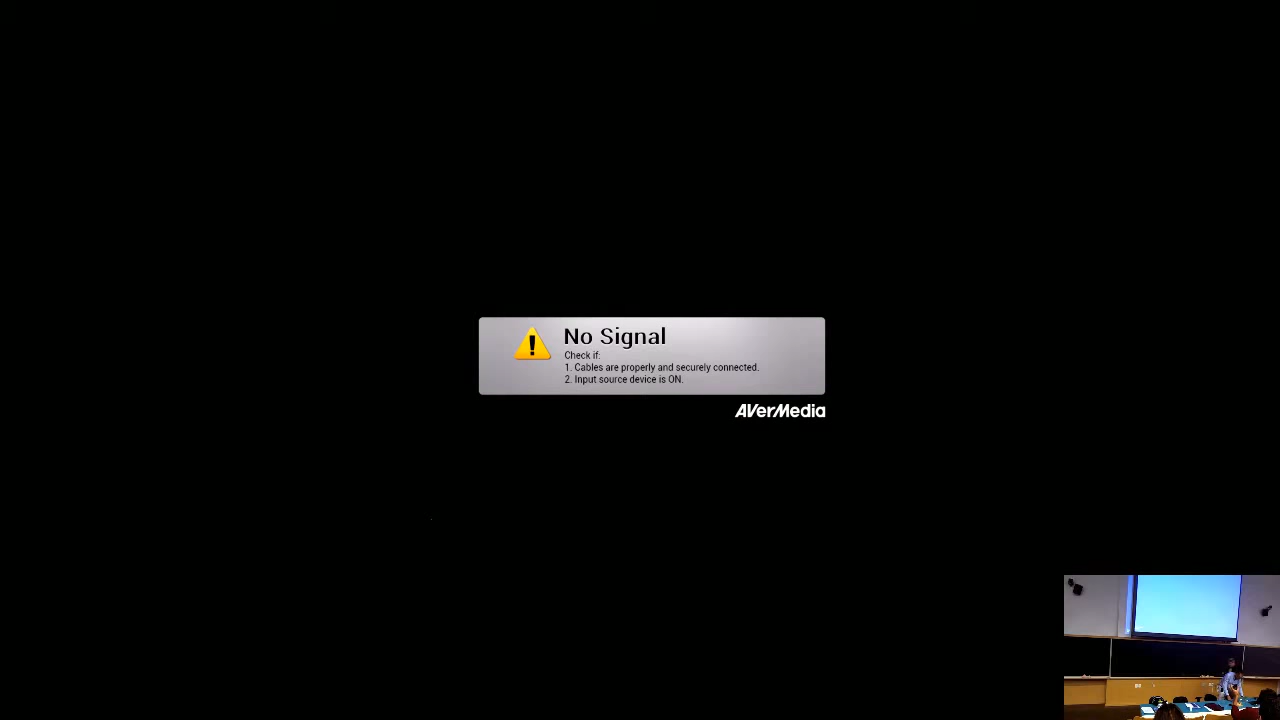 No Signal
Check if:
1. Cables are properly and securely connected.
2. Input source device is ON.
AVerMedia